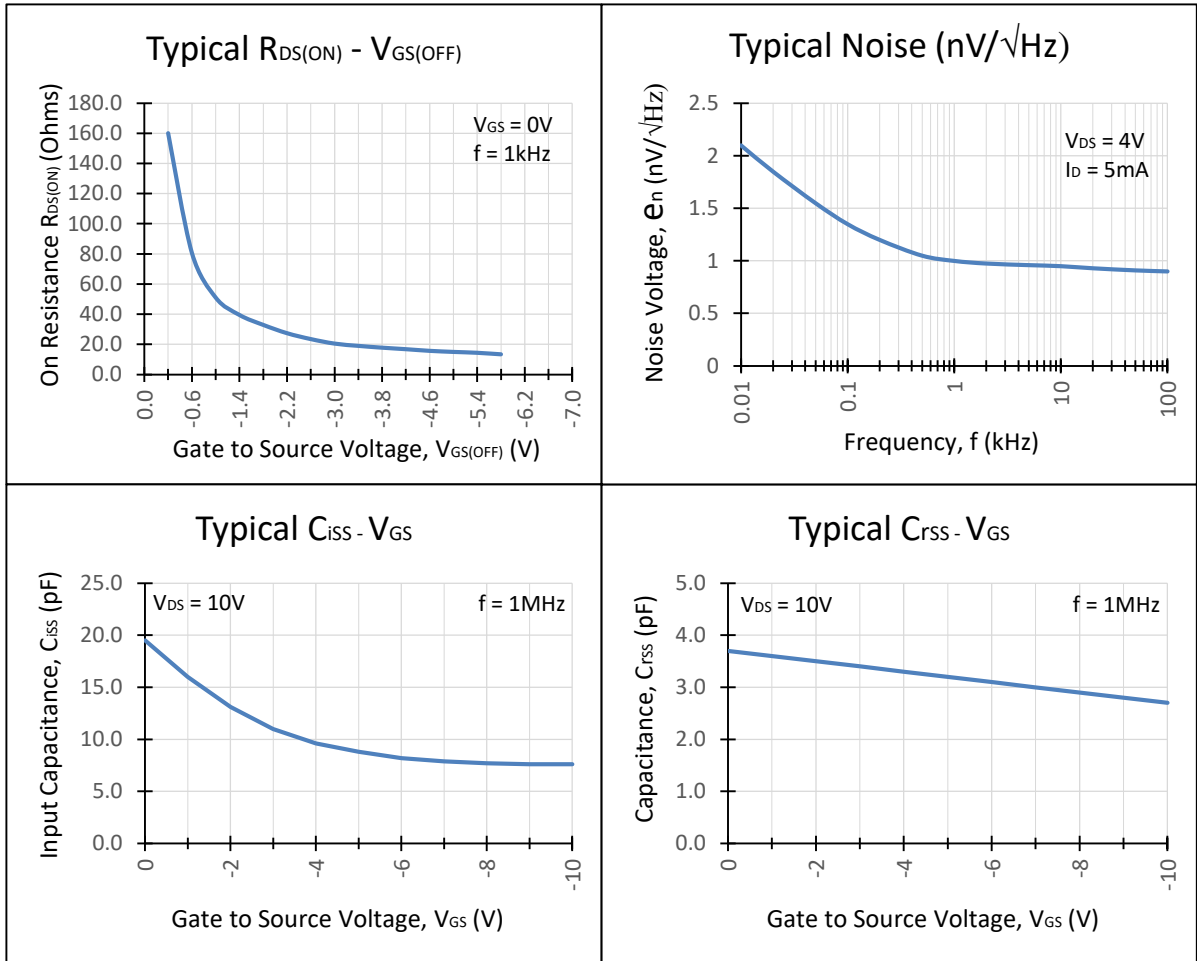 Typical RDS(ON) - VGS(OFF)
On Resistance RDS(ON) (Ohms)
180.0
160.0
140.0
120.0
100.0
80.0
60.0
40.0
20.0
0.0
VGS = 0V
f = 1kHz
0.0
-0.6
-1.4
-2.2
-3.0
-3.8
-4.6
-5.4
-6.2
-7.0
Gate to Source Voltage, VGS(OFF) (V)
Typical Noise (nV/√Hz)
Noise Voltage, en (nV/√Hz)
2.5
2
1.5
1
0.5
0
VDS = 4V
ID = 5mA
0.01
0.1
1
10
100
Frequency, f (kHz)
Typical Ciss - VGS
Input Capacitance, Ciss (pF)
25.0
20.0
15.0
10.0
5.0
0.0
VDS = 10V
f = 1MHz
0
-2
-4
-6
-8
-10
Gate to Source Voltage, VGS (V)
Typical Crss - VGS
Capacitance, Crss (pF)
5.0
4.0
3.0
2.0
1.0
0.0
VDS = 10V
f = 1MHz
0
-2
-4
-6
-8
-10
Gate to Source Voltage, VGS (V)